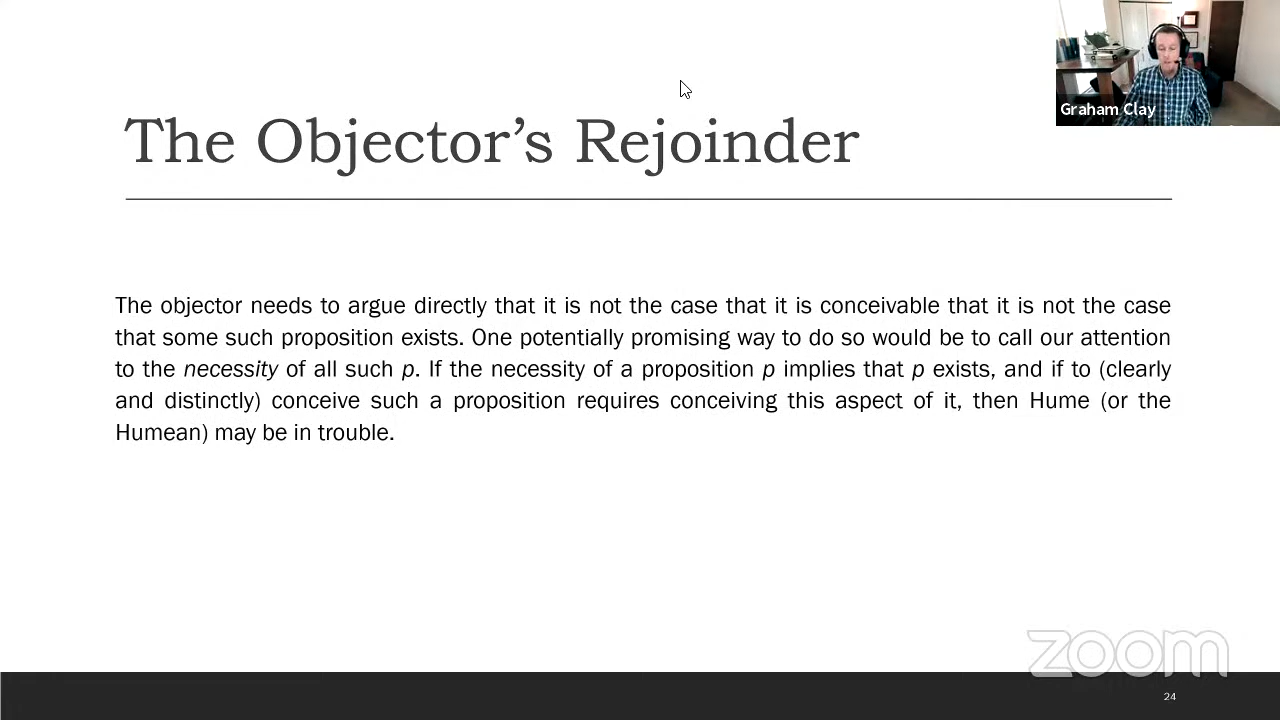 Graham Clay
The Objector’s Rejoinder
The objector needs to argue directly that it is not the case that it is conceivable that it is not the case
that some such proposition exists. One potentially promising way to do so would be to call our attention
to the necessity of all such p. If the necessity of a proposition p implies that p exists, and if to (clearly
and distinctly) conceive such a proposition requires conceiving this aspect of it, then Hume (or the
Humean) may be in trouble.
zoom
24